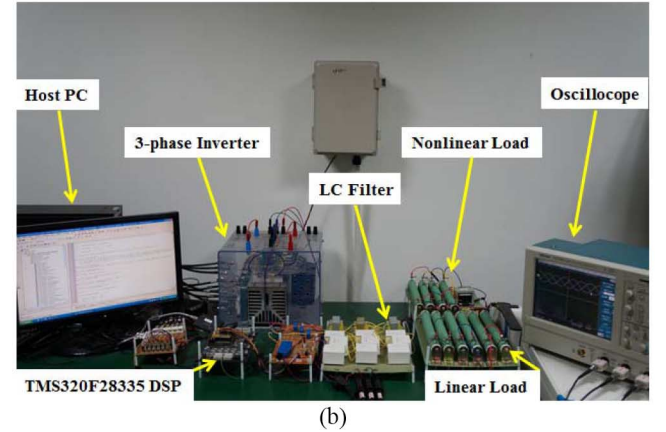 Host PC
Oscillocope
3-phase Inverter
Nonlinear Load
LC Filter
TMS320F28335 DSP
Linear Load
(b)